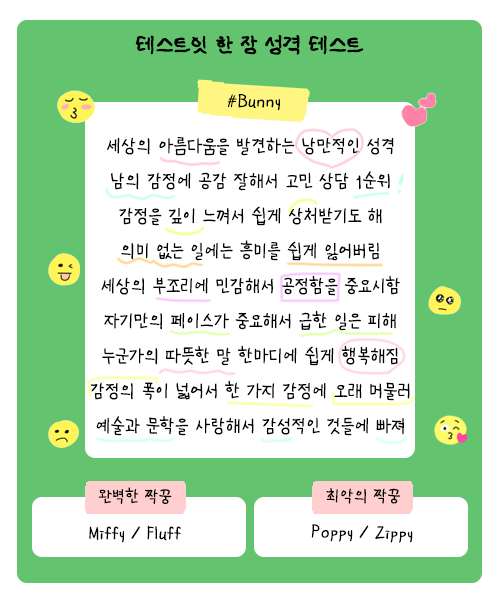 테스트잇 한 장 성격 테스트
#Bunny
세상의 아름다움을 발견하는 낭만적인 성격
남의 감정에 공감 잘해서 고민 상담 1순위!
감정을 깊이 느껴서 쉽게 상처받기도 해
의미 없는 일에는 흥미를 쉽게 잃어버림
세상의 부조리에 민감해서 공정함을 중요시함
자기만의 페이스가 중요해서 급한 일은 피해
누군가의 따뜻한 말 한마디에 쉽게 행복해짐
감정의 폭이 넓어서 한 가지 감정에 오래 머물러
예술과 문학을 사랑해서 감성적인 것들에 빠져
완벽한 짝꿍
Miffy / Fluff
최악의 짝꿍
Poppy / Zippy